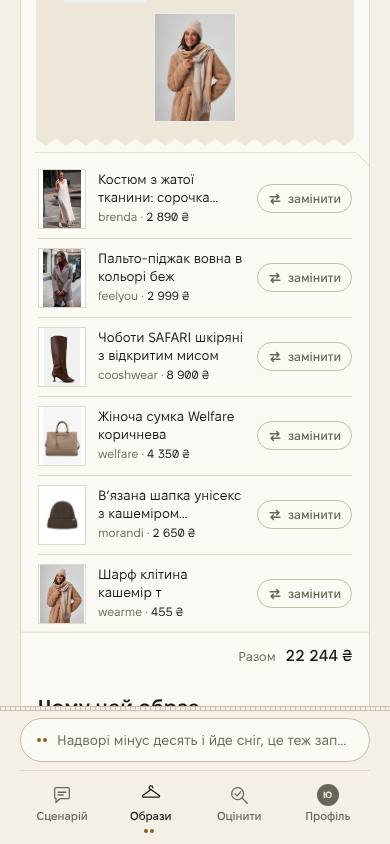 Костюм з жатої
тканини: сорочка...
brenda · 2 890 ₴
замінити
Пальто-піджак вовна в
кольорі беж
feelyou · 2 999 ₴
замінити
Чоботи SAFARI шкіряні
з відкритим мисом
cooshwear · 8 900 ₴
замінити
Жіноча сумка Welfare
коричнева
welfare · 4 350 ₴
замінити
В'язана шапка унісекс
з кашеміром...
morandi · 2 650 ₴
замінити
Шарф клітина
кашемір т
wearme · 455 ₴
замінити
Разом 22 244 ₴
Чому цей образ
Надворі мінус десять і йде сніг, це теж зап...
Сценарій
Образи
Оцінити
Ю
Профіль